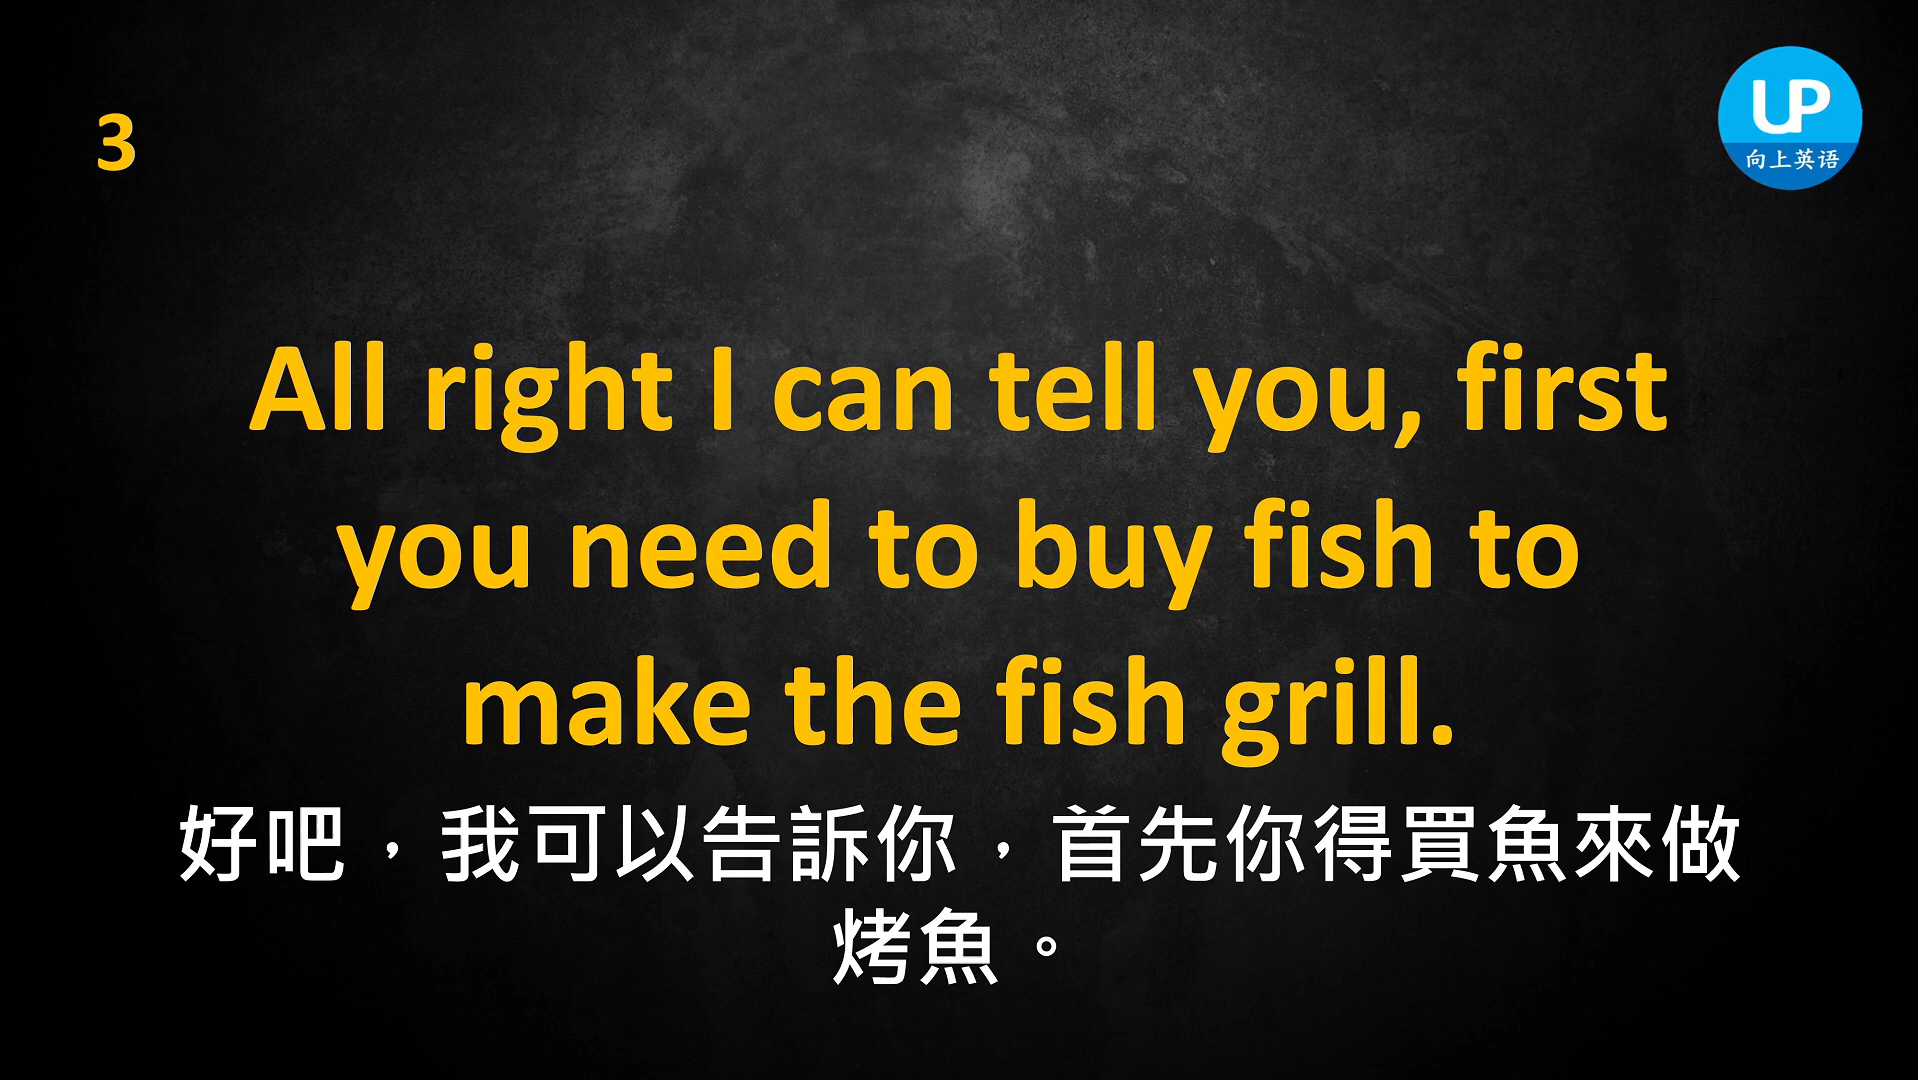 3
UP
向上英语
All right I can tell you, first
you need to buy fish to
make the fish grill.
好吧，我可以告訴你，首先你得買魚來做
烤魚。